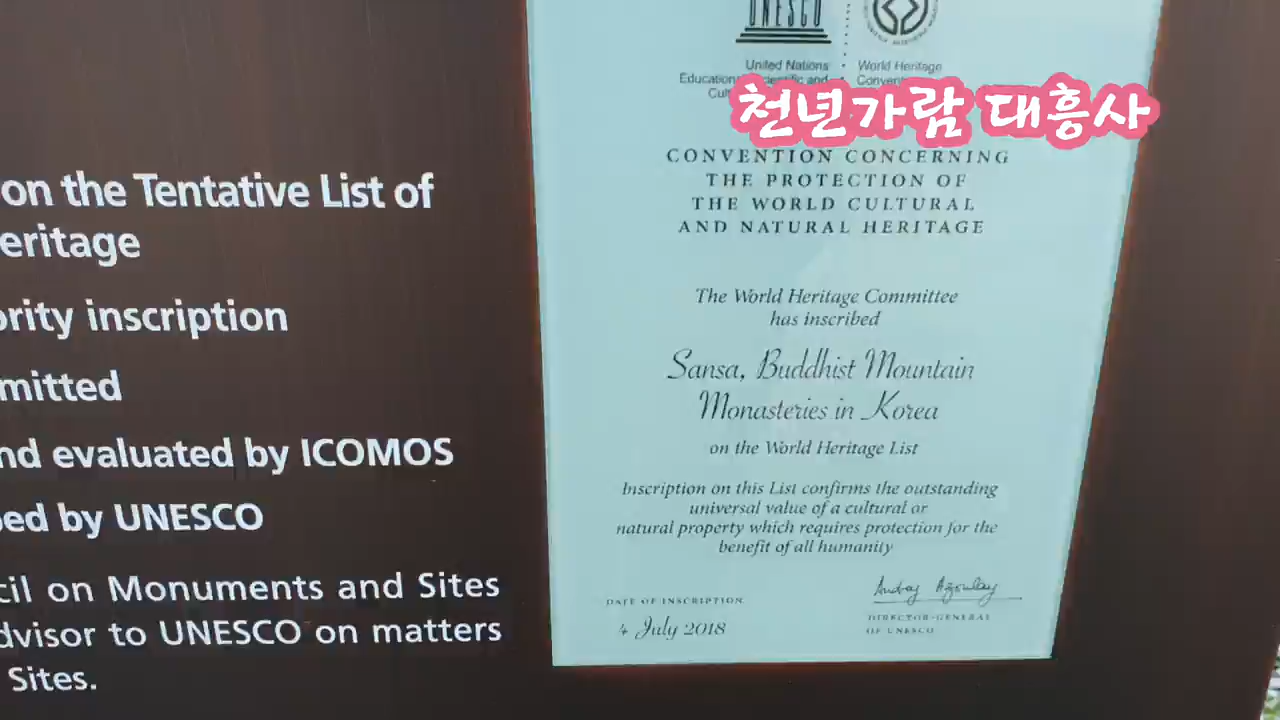 on the Tentative List of
eritage
ority inscription
mitted
nd evaluated by ICOMOS
bed by UNESCO
cil on Monuments and Sites
dvisor to UNESCO on matters
Sites.
UNESCO
United Nations
Educational, Scientific and
Cul
World Heritage
Conven
천년가람 대흥사
CONVENTION CONCERNING
THE PROTECTION OF
THE WORLD CULTURAL
AND NATURAL HERITAGE
The World Heritage Committee
has inscribed
Sansa, Buddhist Mountain
Monasteries in Korea
on the World Heritage List
Inscription on this List confirms the outstanding
universal value of a cultural or
natural property which requires protection for the
benefit of all humanity
DATE OF INSCRIPTION
4 July 2018
Audrey Azoulay
DIRECTOR-GENERAL
OF UNESCO